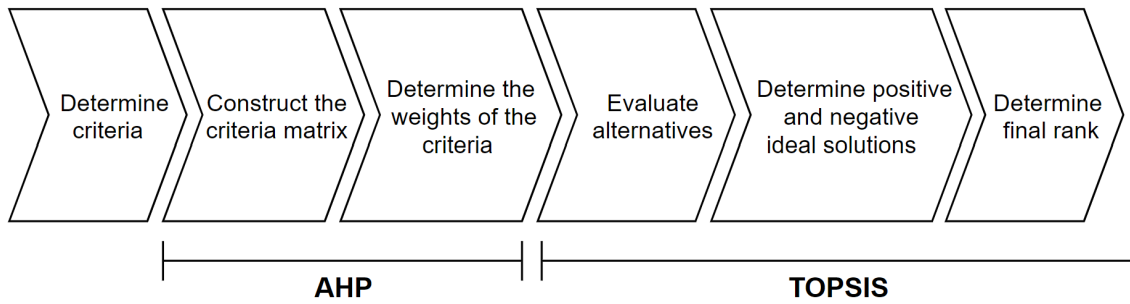 Determine
criteria
Construct the
criteria matrix
Determine the
weights of the
criteria
Evaluate
alternatives
Determine positive
and negative
ideal solutions
Determine
final rank
AHP
TOPSIS